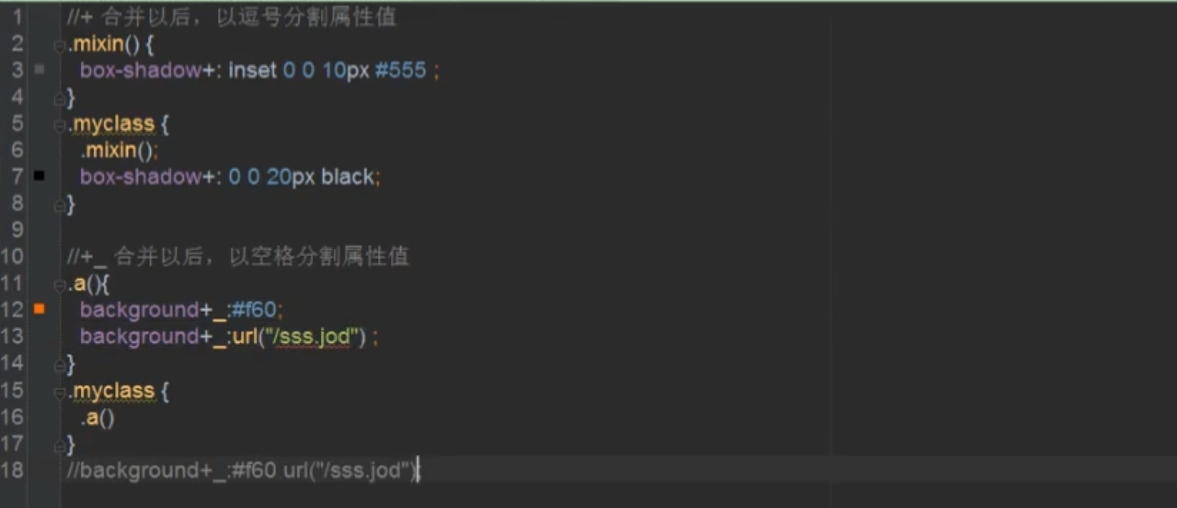 1 //+ 合并以后，以逗号分割属性值
2 .mixin() {
3 box-shadow+: inset 0 0 10px #555 ;
4 }
5 .myclass {
6 .mixin();
7 box-shadow+: 0 0 20px black;
8 }
9
10 //+_ 合并以后，以空格分割属性值
11 .a(){
12 background+_:#f60;
13 background+_:url("/sss.jod") ;
14 }
15 .myclass {
16 .a()
17 }
18 //background+_:#f60 url("/sss.jod");